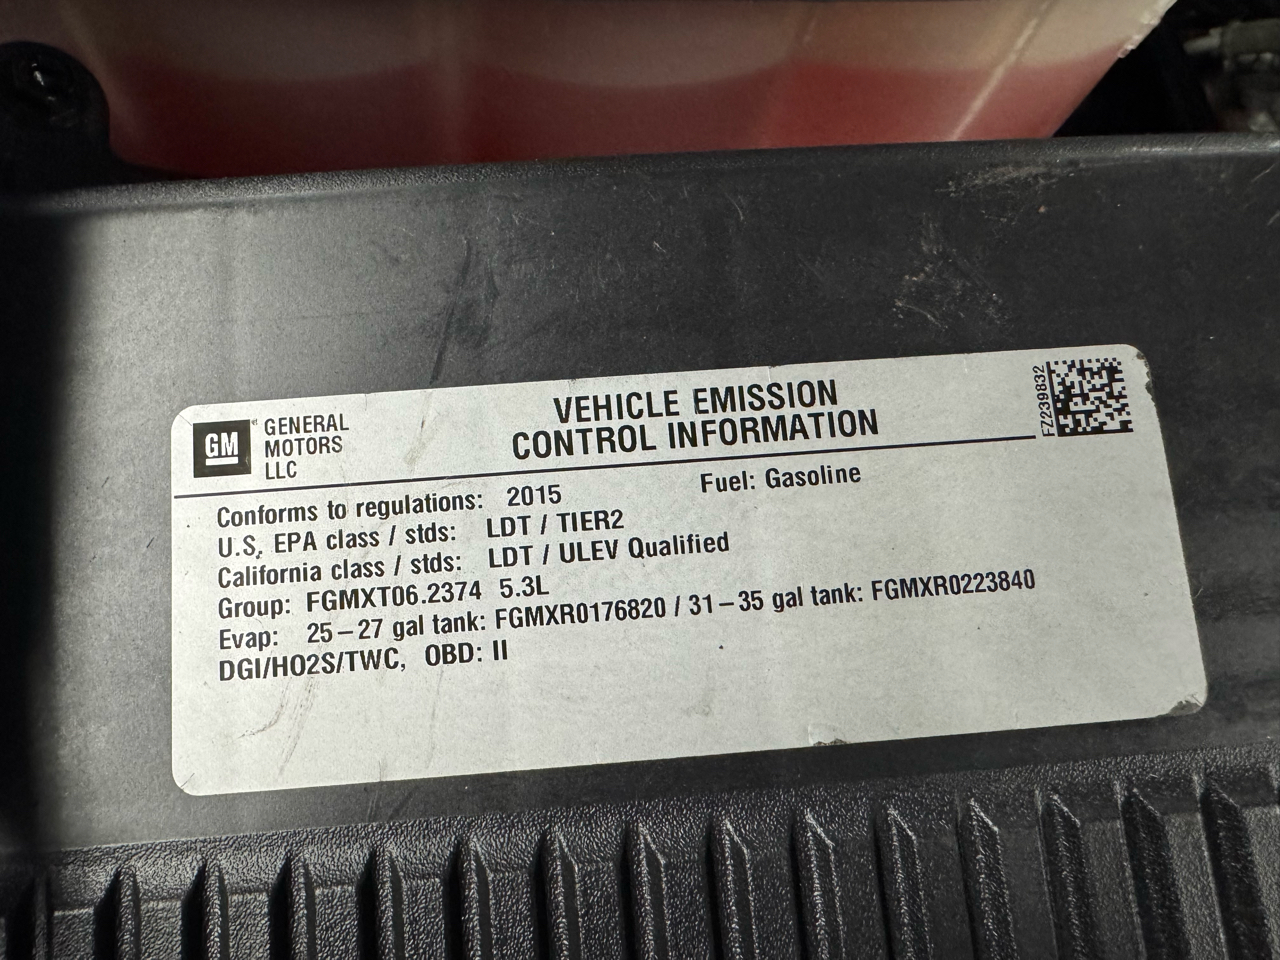 GM
GENERAL
MOTORS
LLC
VEHICLE EMISSION
CONTROL INFORMATION
FZ239832
Conforms to regulations: 2015 Fuel: Gasoline
U.S. EPA class / stds: LDT / TIER2
California class / stds: LDT / ULEV Qualified
Group: FGMXT06.2374 5.3L
Evap: 25–27 gal tank: FGMXR0176820 / 31–35 gal tank: FGMXR0223840
DGI/HO2S/TWC, OBD: II